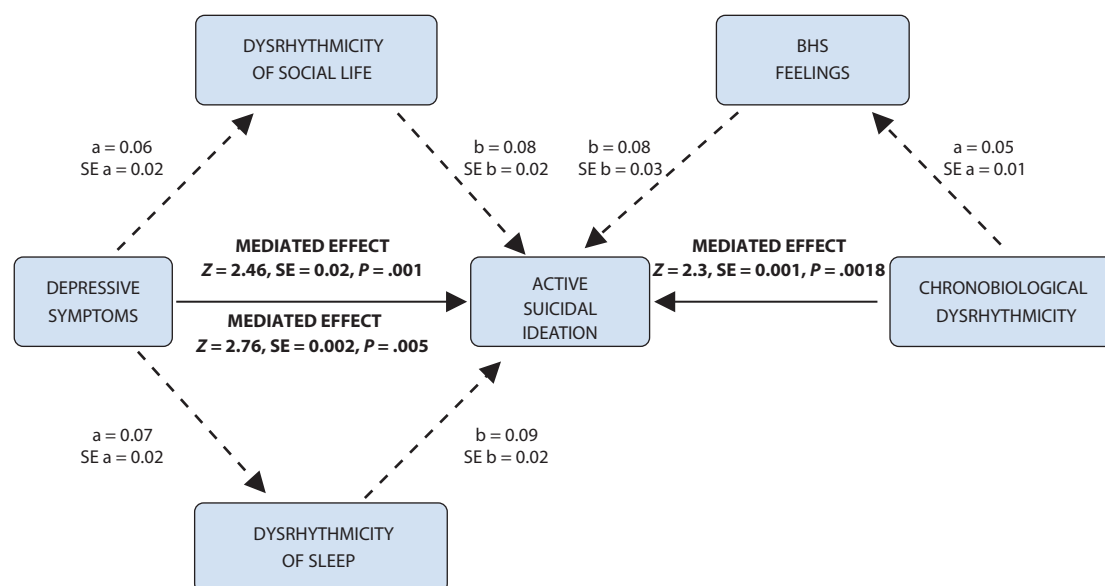 DYSRHYTHMICITY
OF SOCIAL LIFE
BHS
FEELINGS
a = 0.06
SE a = 0.02
b = 0.08
SE b = 0.02
b = 0.08
SE b = 0.03
a = 0.05
SE a = 0.01
MEDIATED EFFECT
Z = 2.46, SE = 0.02, P = .001
MEDIATED EFFECT
Z = 2.3, SE = 0.001, P = .0018
DEPRESSIVE
SYMPTOMS
ACTIVE
SUICIDAL
IDEATION
CHRONOBIOLOGICAL
DYSRHYTHMICITY
MEDIATED EFFECT
Z = 2.76, SE = 0.002, P = .005
a = 0.07
SE a = 0.02
b = 0.09
SE b = 0.02
DYSRHYTHMICITY
OF SLEEP